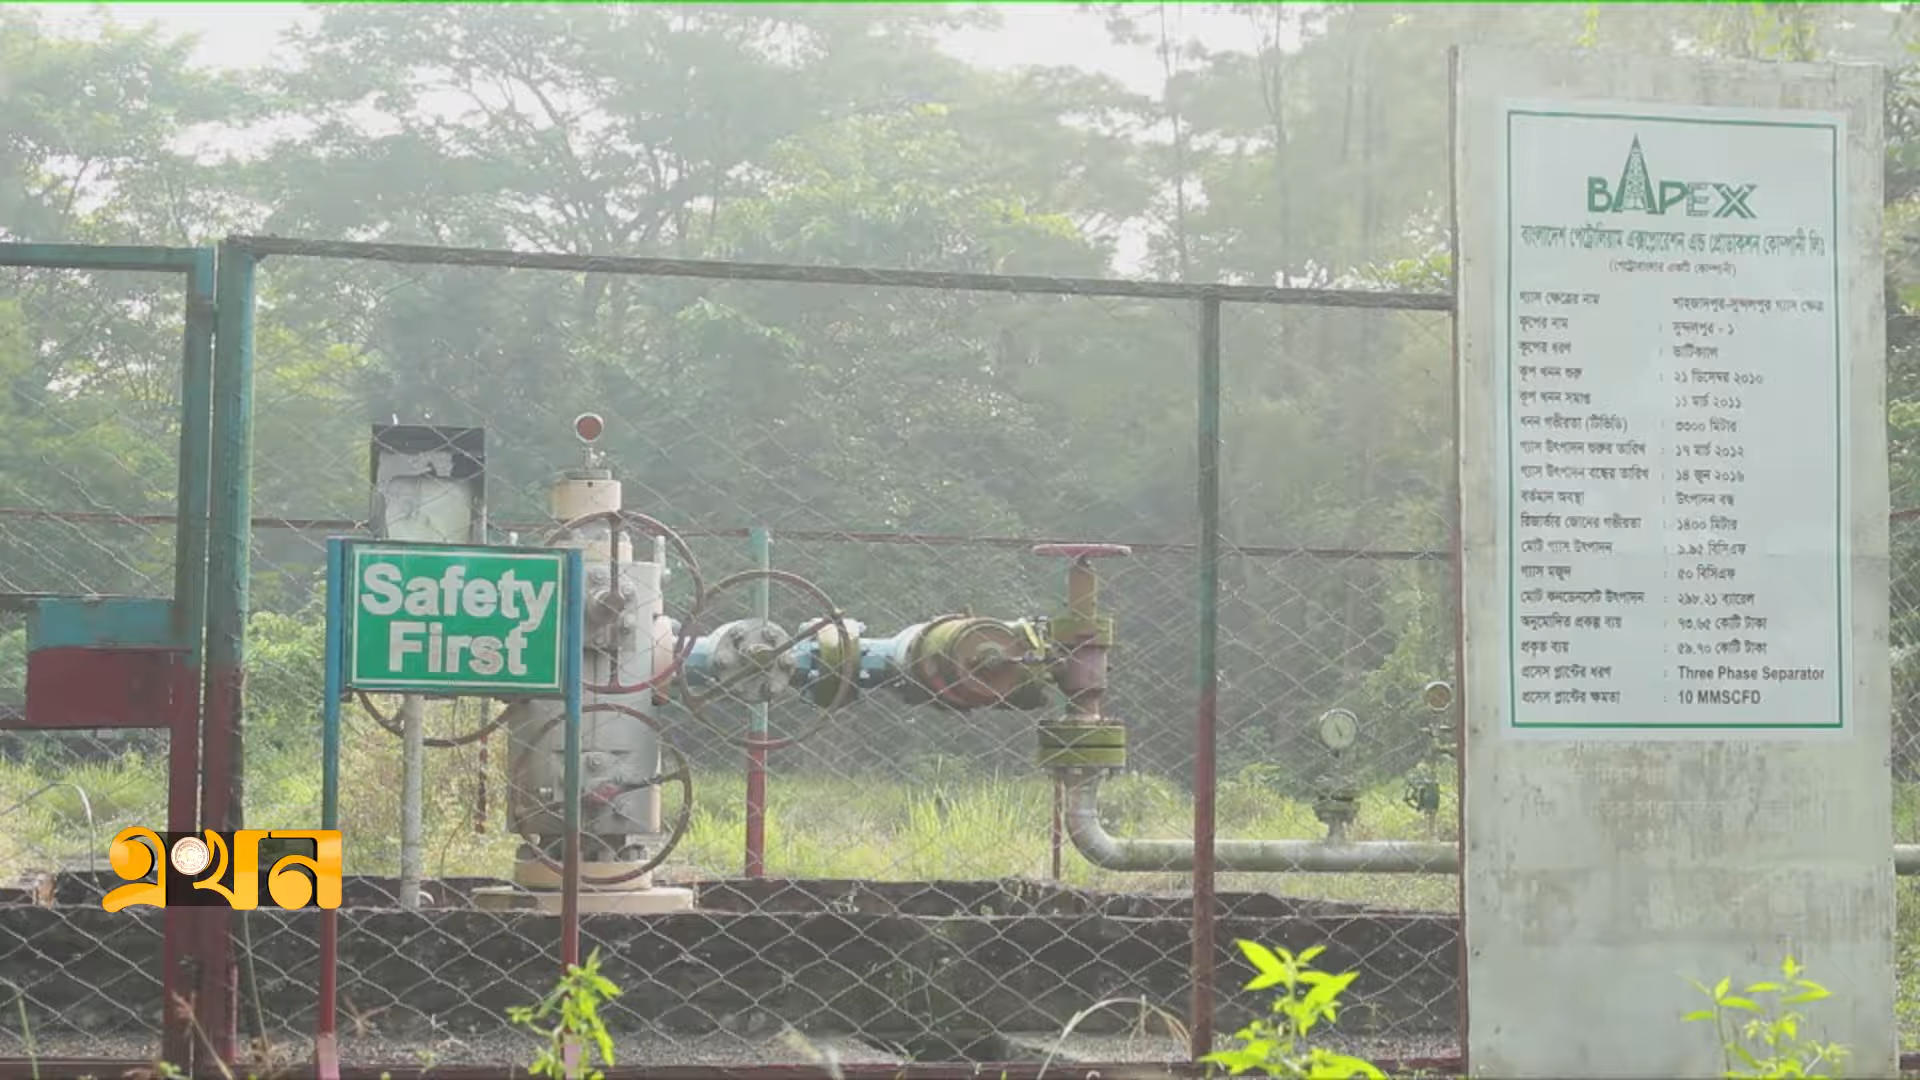 BAPEX
বাংলাদেশ পেট্রোলিয়াম এক্সপ্লোরেশন এন্ড প্রোডাকশন কোম্পানী লিঃ
(পেট্রোবাংলার একটি কোম্পানী)
গ্যাস ক্ষেত্রের নাম শাহজাদপুর-সুন্দলপুর গ্যাস ক্ষেত্র
কূপের নাম : সুন্দলপুর - ১
কূপের ধরণ : ভার্টিক্যাল
কূপ খনন শুরু : ২১ ডিসেম্বর ২০১০
কূপ খনন সমাপ্ত ১১ মার্চ ২০১১
খনন গভীরতা (টিভিডি) : ৩৩০০ মিটার
গ্যাস উৎপাদন শুরুর তারিখ : ১৭ মার্চ ২০১২
গ্যাস উৎপাদন বন্ধের তারিখ : ১৪ জুন ২০১৬
বর্তমান অবস্থা : উৎপাদন বন্ধ
রিজার্ভার জোনের গভীরতা : ১৪০০ মিটার
মোট গ্যাস উৎপাদন : ৯.৯৫ বিসিএফ
গ্যাস মজুদ : ৫০ বিসিএফ
মোট কনডেনসেট উৎপাদন : ২৯৮.২১ ব্যারেল
অনুমোদিত প্রকল্প ব্যয় : ৭৩.৬৫ কোটি টাকা
প্রকৃত ব্যয় : ৫৯.৭০ কোটি টাকা
প্রসেস প্লান্টের ধরণ : Three Phase Separator
প্রসেস প্লান্টের ক্ষমতা : 10 MMSCFD
Safety
First
এখন